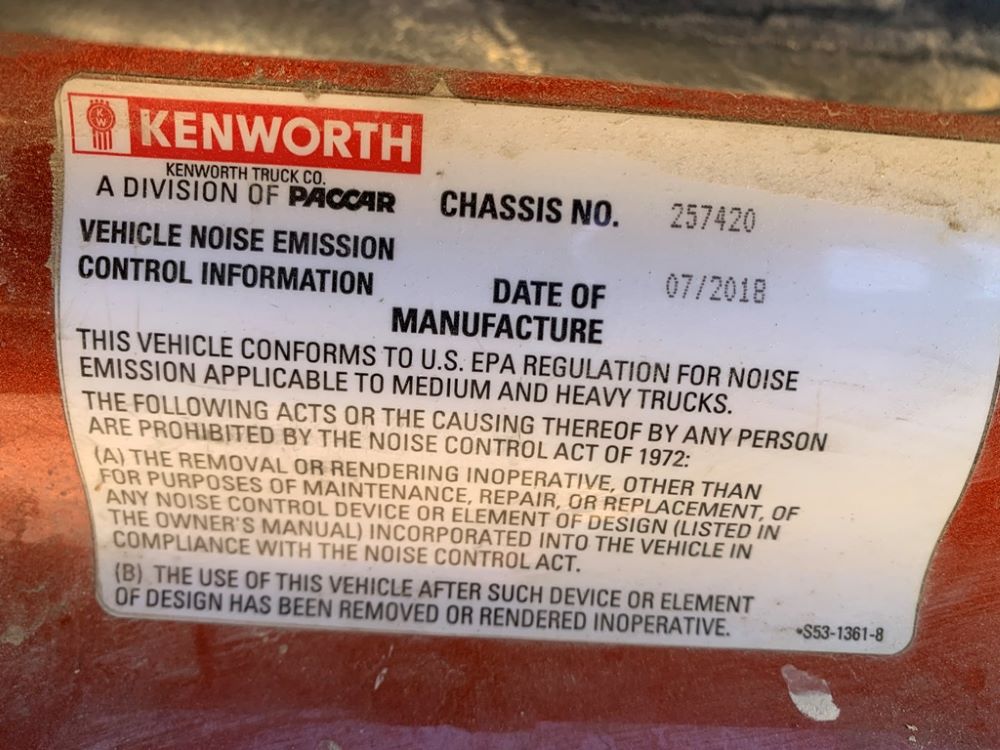 KENWORTH
KENWORTH TRUCK CO.
A DIVISION OF PACCAR
CHASSIS NO. 257420
VEHICLE NOISE EMISSION
CONTROL INFORMATION
DATE OF
MANUFACTURE
07/2018
THIS VEHICLE CONFORMS TO U.S. EPA REGULATION FOR NOISE
EMISSION APPLICABLE TO MEDIUM AND HEAVY TRUCKS.
THE FOLLOWING ACTS OR THE CAUSING THEREOF BY ANY PERSON
ARE PROHIBITED BY THE NOISE CONTROL ACT OF 1972:
(A) THE REMOVAL OR RENDERING INOPERATIVE, OTHER THAN
FOR PURPOSES OF MAINTENANCE, REPAIR, OR REPLACEMENT, OF
ANY NOISE CONTROL DEVICE OR ELEMENT OF DESIGN (LISTED IN
THE OWNER'S MANUAL) INCORPORATED INTO THE VEHICLE IN
COMPLIANCE WITH THE NOISE CONTROL ACT.
(B) THE USE OF THIS VEHICLE AFTER SUCH DEVICE OR ELEMENT
OF DESIGN HAS BEEN REMOVED OR RENDERED INOPERATIVE.
•S53-1361-8